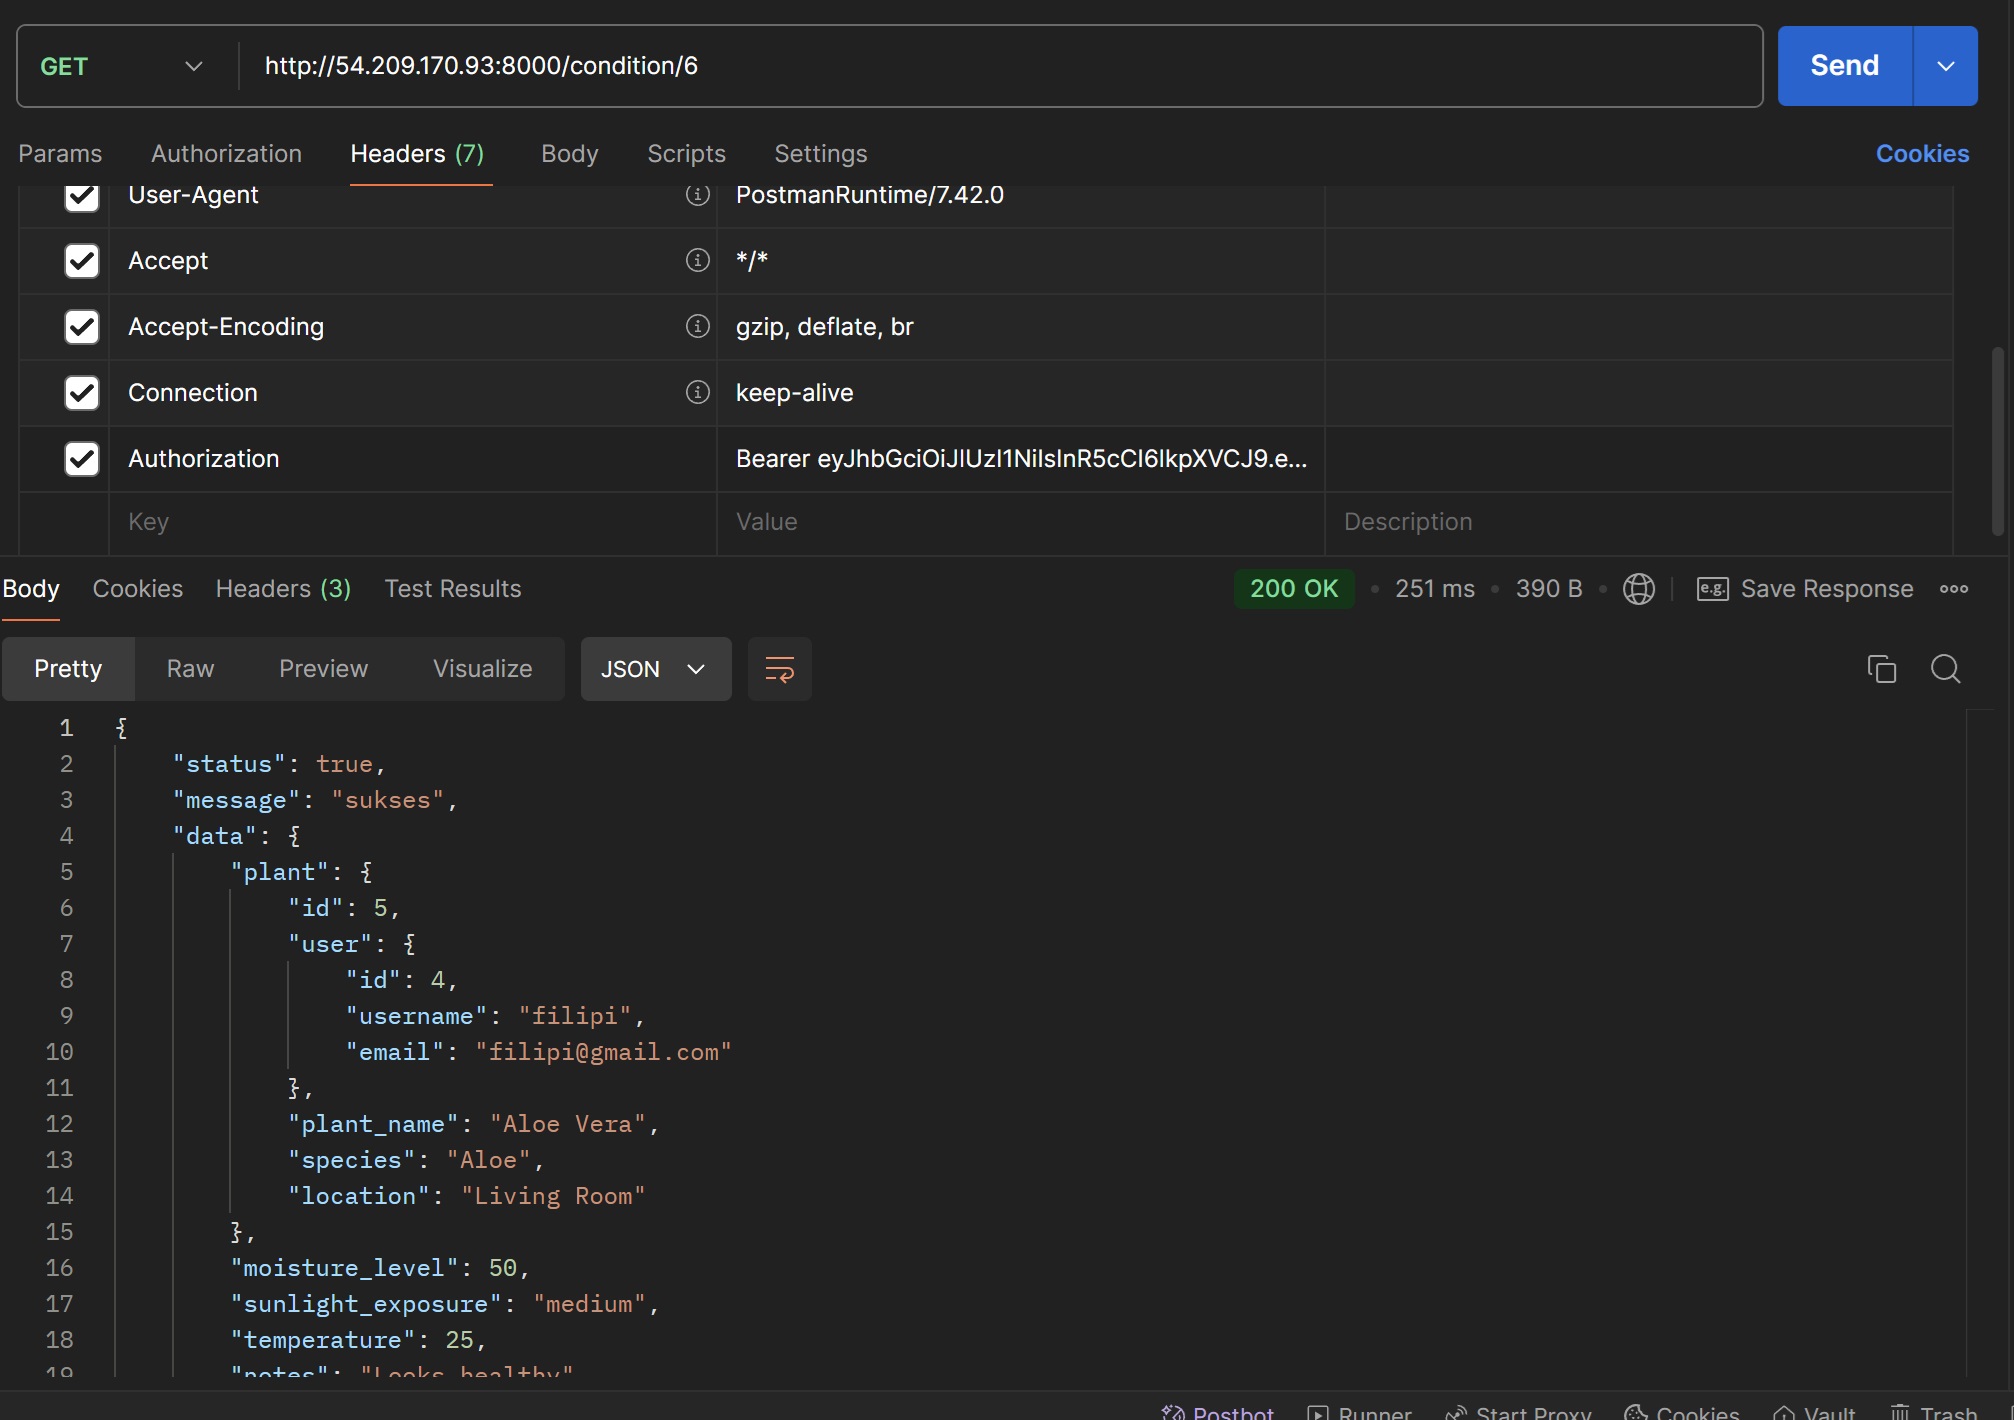 GET http://54.209.170.93:8000/condition/6 Send
Params Authorization Headers (7) Body Scripts Settings Cookies
User-Agent PostmanRuntime/7.42.0
Accept */*
Accept-Encoding gzip, deflate, br
Connection keep-alive
Authorization Bearer eyJhbGciOiJIUzI1NiIsInR5cCI6IkpXVCJ9.e...
Key Value Description
Body Cookies Headers (3) Test Results 200 OK • 251 ms • 390 B • e.g. Save Response
Pretty Raw Preview Visualize JSON
1 {
2 "status": true,
3 "message": "sukses",
4 "data": {
5 "plant": {
6 "id": 5,
7 "user": {
8 "id": 4,
9 "username": "filipi",
10 "email": "filipi@gmail.com"
11 },
12 "plant_name": "Aloe Vera",
13 "species": "Aloe",
14 "location": "Living Room"
15 },
16 "moisture_level": 50,
17 "sunlight_exposure": "medium",
18 "temperature": 25,
19 "notes": "Looks healthy"
Postbot Runner Start Proxy Cookies Vault Trash